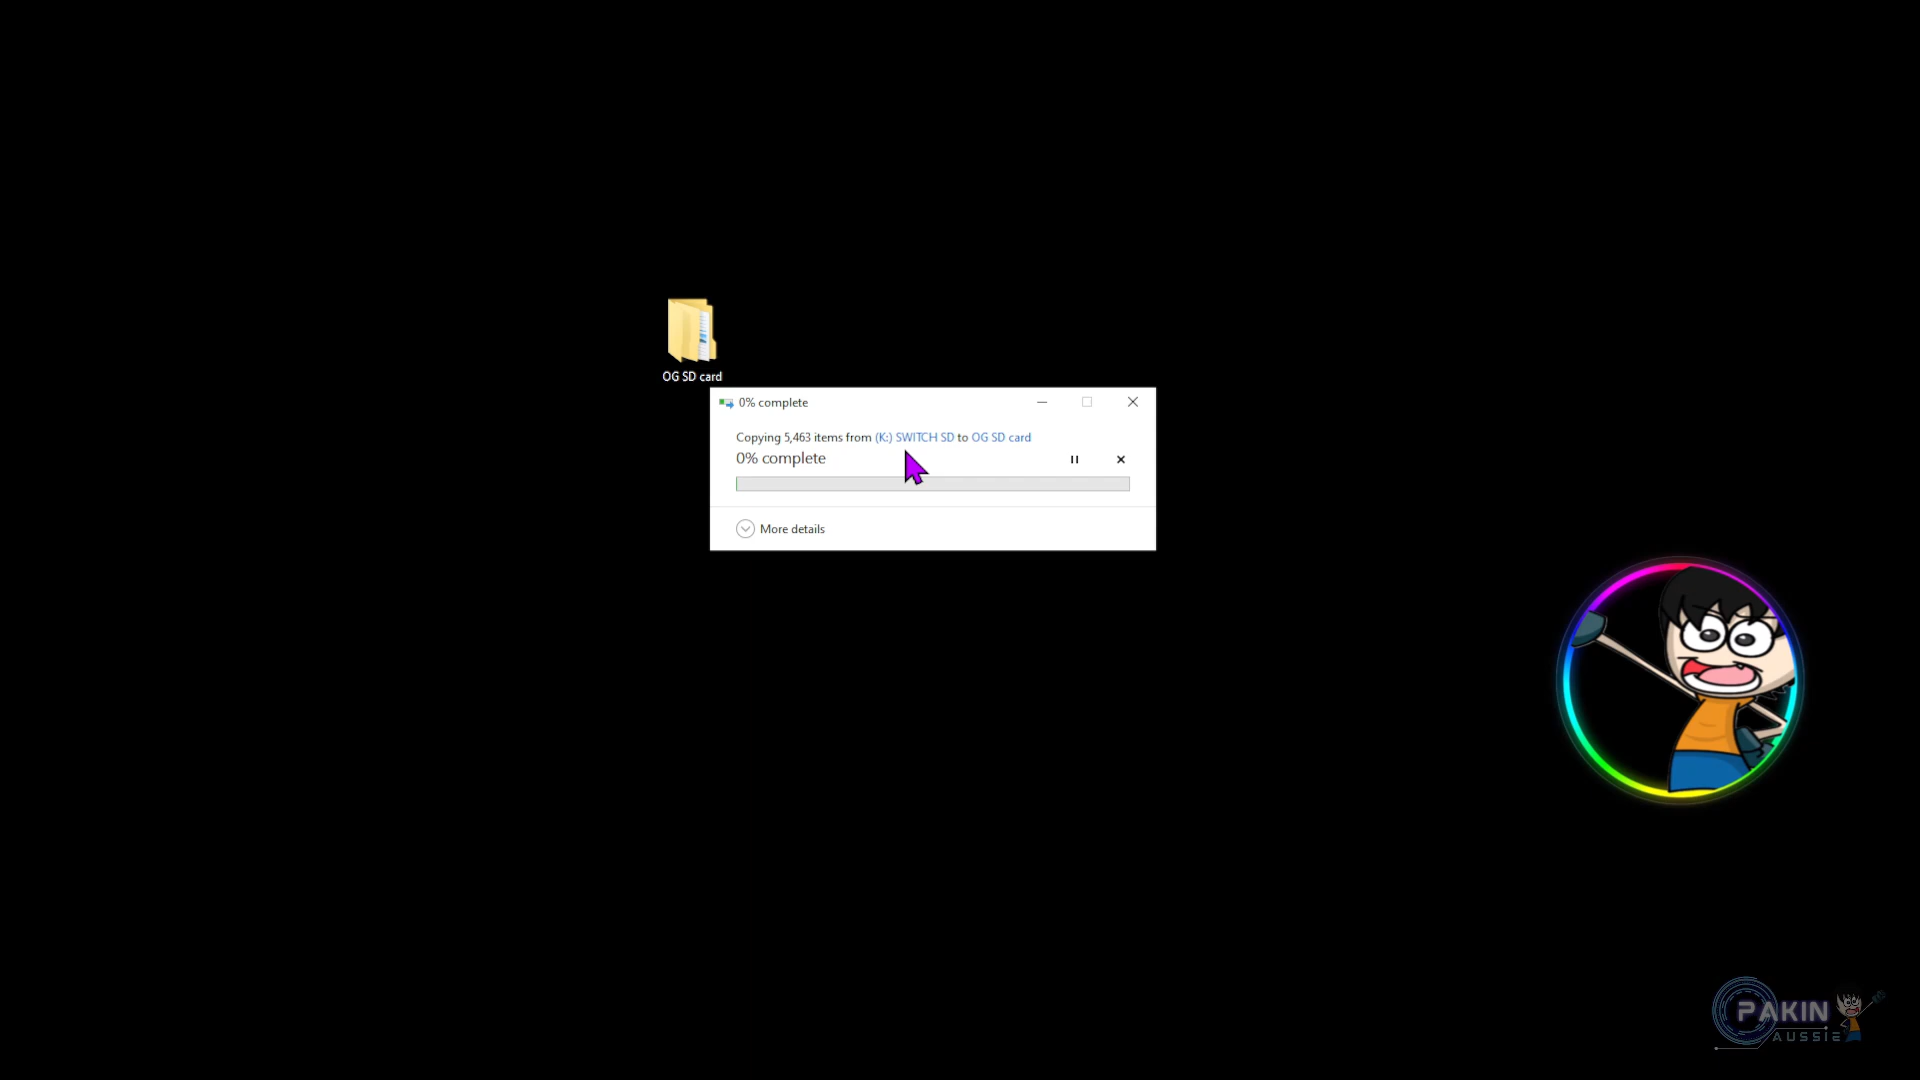 OG SD card
0% complete
Copying 5,463 items from (K:) SWITCH SD to OG SD card
0% complete
More details
PAKIN
AUSSIE